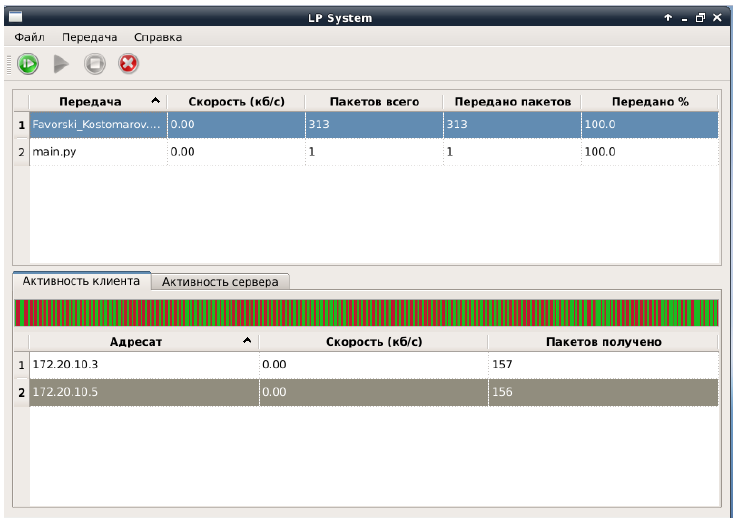 LP System
Файл Передача Справка
Передача Скорость (кб/с) Пакетов всего Передано пакетов Передано %
1 Favorski_Kostomarov.... 0.00 313 313 100.0
2 main.py 0.00 1 1 100.0
Активность клиента Активность сервера
Адресат Скорость (кб/с) Пакетов получено
1 172.20.10.3 0.00 157
2 172.20.10.5 0.00 156